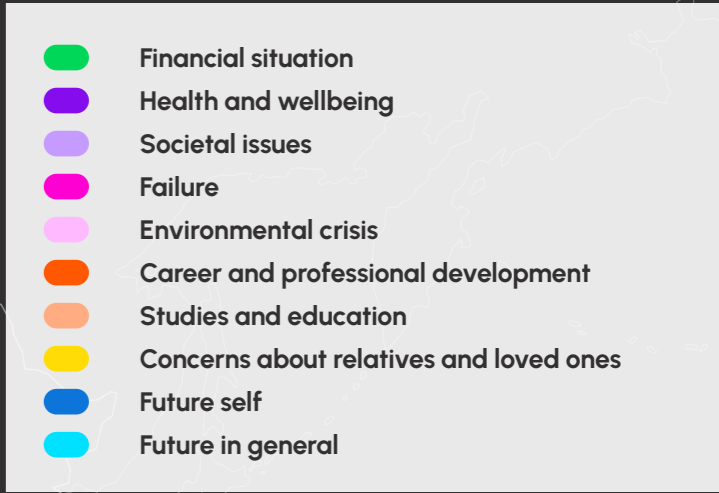 Financial situation
Health and wellbeing
Societal issues
Failure
Environmental crisis
Career and professional development
Studies and education
Concerns about relatives and loved ones
Future self
Future in general